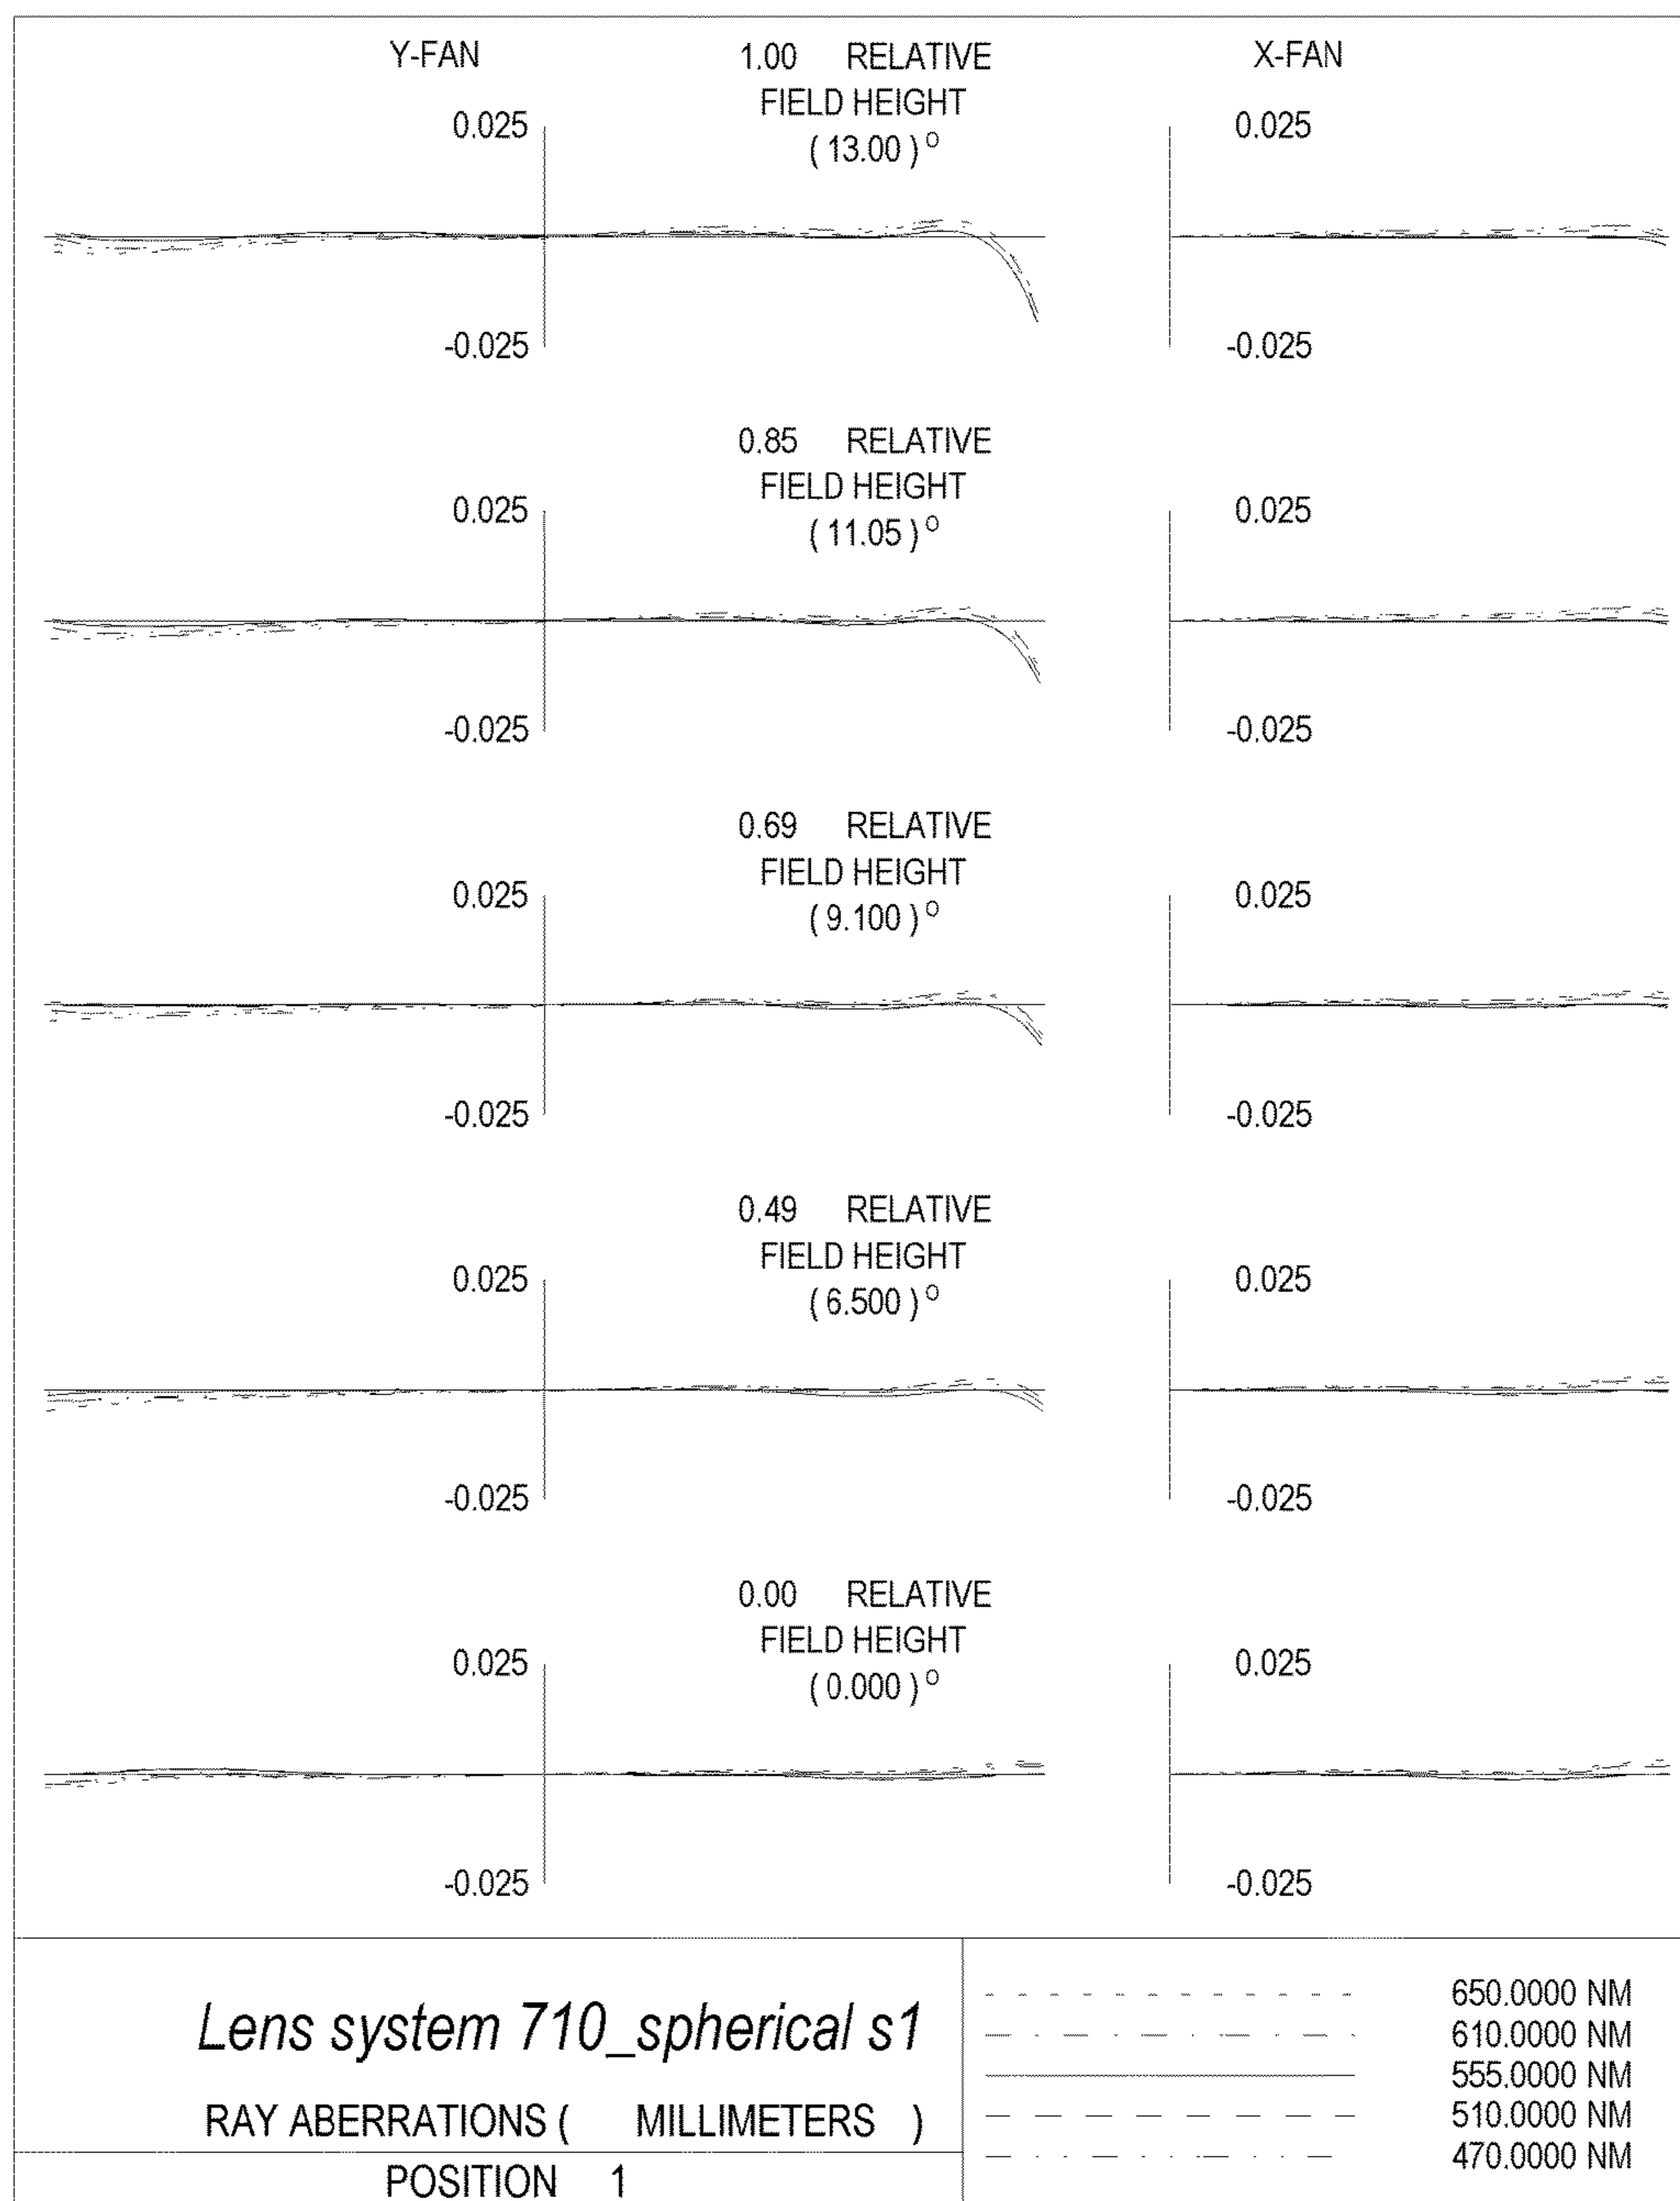 Y-FAN 1.00 RELATIVE X-FAN
FIELD HEIGHT
0.025 ( 13.00 ) O 0.025
-0.025 -0.025
0.85 RELATIVE
FIELD HEIGHT
0.025 ( 11.05 ) O 0.025
-0.025 -0.025
0.69 RELATIVE
FIELD HEIGHT
0.025 ( 9.100 ) O 0.025
-0.025 -0.025
0.49 RELATIVE
FIELD HEIGHT
0.025 ( 6.500 ) O 0.025
-0.025 -0.025
0.00 RELATIVE
FIELD HEIGHT
0.025 ( 0.000 ) O 0.025
-0.025 -0.025
Lens system 710_spherical s1
RAY ABERRATIONS ( MILLIMETERS )
POSITION 1
650.0000 NM
610.0000 NM
555.0000 NM
510.0000 NM
470.0000 NM